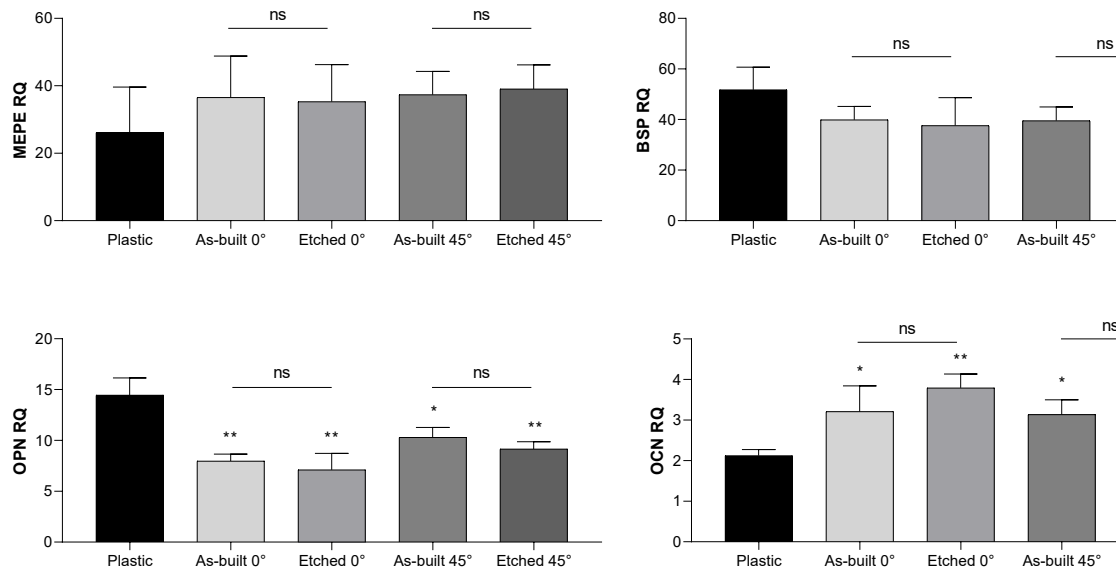 MEPE RQ
60
40
20
0
ns
ns
Plastic
As-built 0°
Etched 0°
As-built 45°
Etched 45°
BSP RQ
80
60
40
20
0
ns
ns
Plastic
As-built 0°
Etched 0°
As-built 45°
OPN RQ
20
15
10
5
0
ns
ns
**
**
*
**
Plastic
As-built 0°
Etched 0°
As-built 45°
Etched 45°
OCN RQ
5
4
3
2
1
0
ns
ns
*
**
*
Plastic
As-built 0°
Etched 0°
As-built 45°